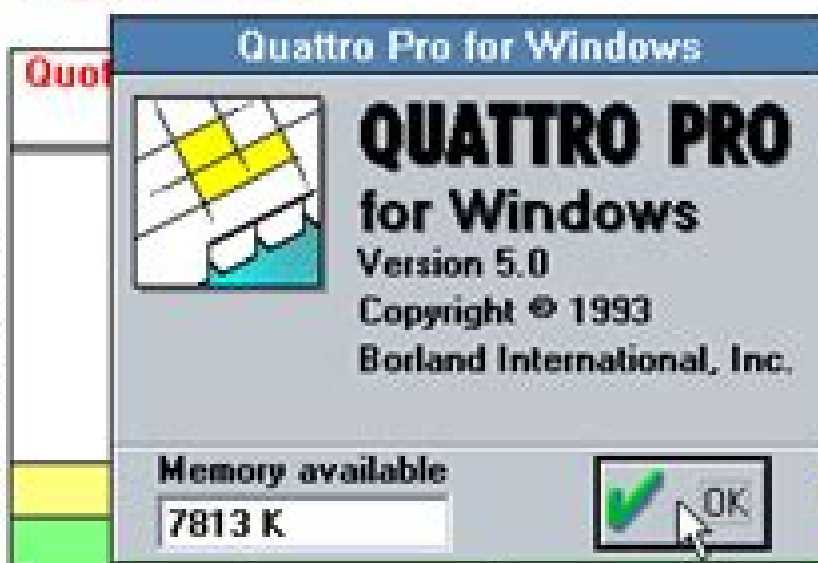 Quattro Pro for Windows
Quot
QUATTRO PRO
for Windows
Version 5.0
Copyright © 1993
Borland International, Inc.
Memory available
7813 K
OK